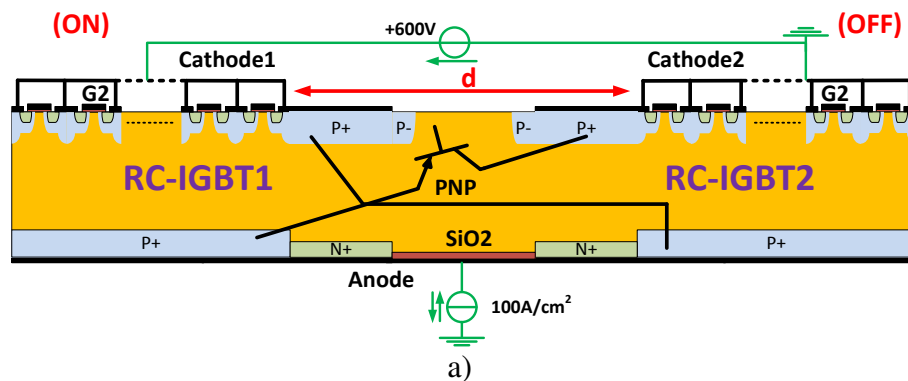 (ON)
+600V
(OFF)
Cathode1
Cathode2
G2
d
G2
P+
P-
P-
P+
RC-IGBT1
PNP
RC-IGBT2
P+
N+
SiO2
N+
P+
Anode
100A/cm²
a)